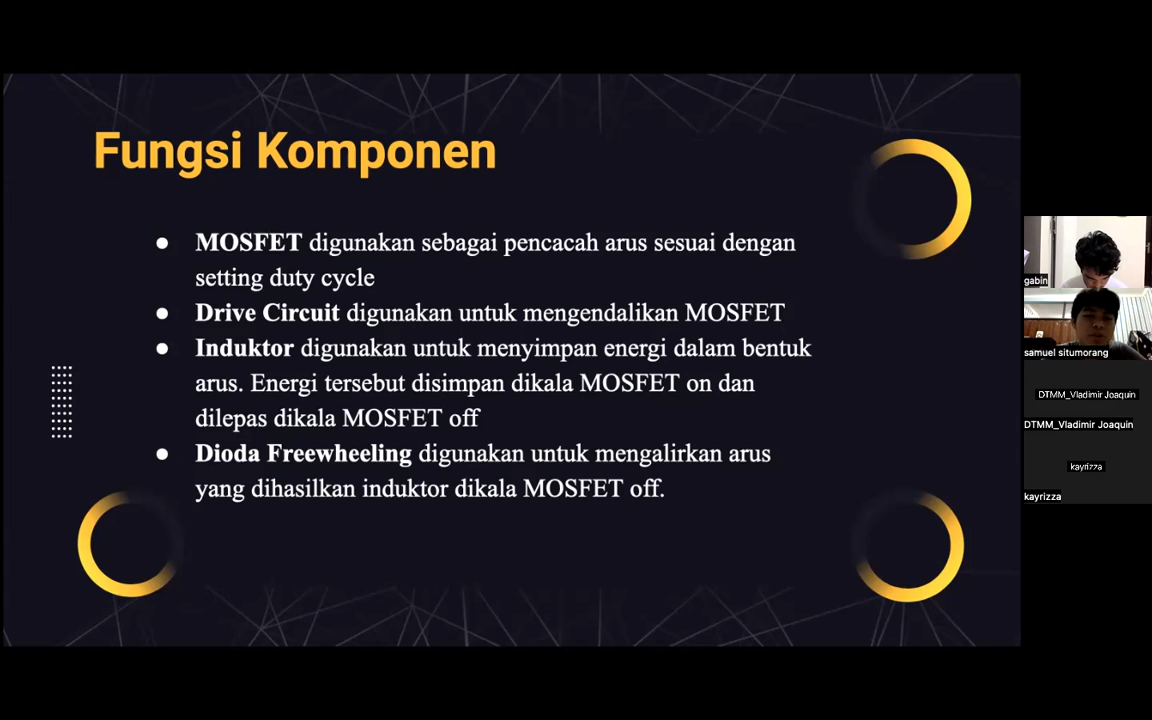 Fungsi Komponen
● MOSFET digunakan sebagai pencacah arus sesuai dengan
setting duty cycle
● Drive Circuit digunakan untuk mengendalikan MOSFET
● Induktor digunakan untuk menyimpan energi dalam bentuk
arus. Energi tersebut disimpan dikala MOSFET on dan
dilepas dikala MOSFET off
● Dioda Freewheeling digunakan untuk mengalirkan arus
yang dihasilkan induktor dikala MOSFET off.
gabin
samuel situmorang
DTMM_Vladimir Joaquin
DTMM_Vladimir Joaquin
kayrizza
kayrizza